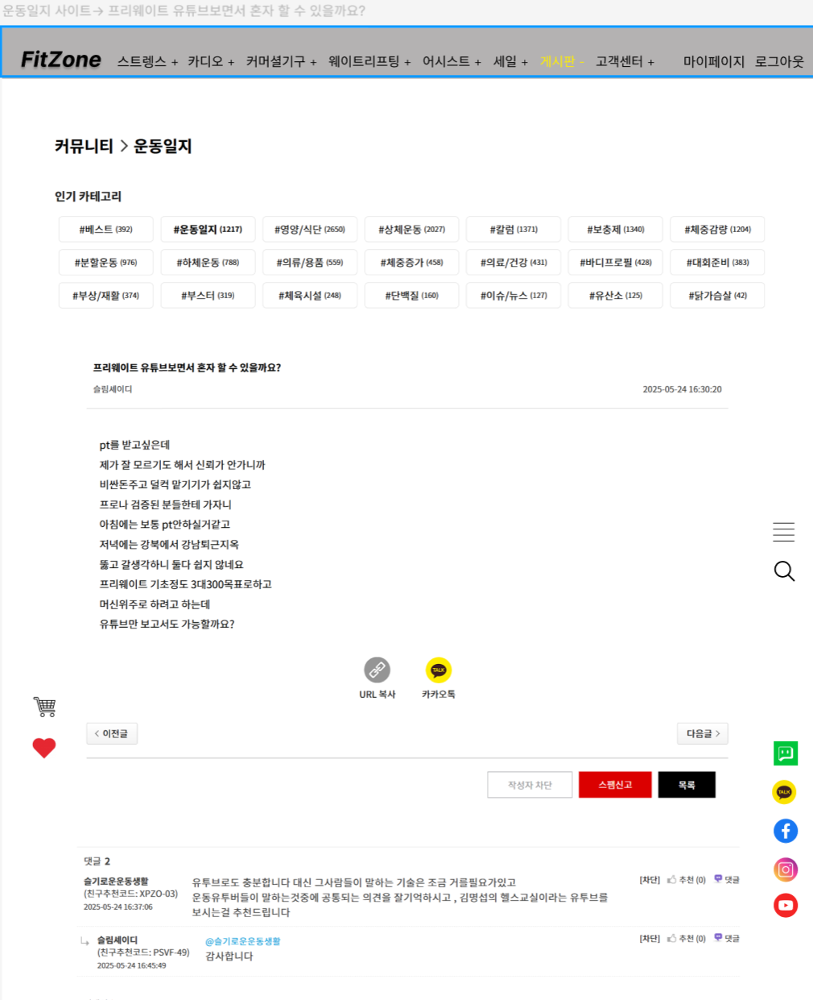 운동일지 사이트→ 프리웨이트 유튜브보면서 혼자 할 수 있을까요?
FitZone 스트렝스 + 카디오 + 커머셜기구 + 웨이트리프팅 + 어시스트 + 세일 + 게시판 - 고객센터 + 마이페이지 로그아웃
커뮤니티 > 운동일지
인기 카테고리
#베스트 (392) #운동일지 (1217) #영양/식단 (2650) #상체운동 (2027) #칼럼 (1371) #보충제 (1340) #체중감량 (1204)
#분할운동 (976) #하체운동 (788) #의류/용품 (559) #체중증가 (458) #의료/건강 (431) #바디프로필 (428) #대회준비 (383)
#부상/재활 (374) #부스터 (319) #체육시설 (248) #단백질 (160) #이슈/뉴스 (127) #유산소 (125) #닭가슴살 (42)
프리웨이트 유튜브보면서 혼자 할 수 있을까요?
슬림세이디 2025-05-24 16:30:20
pt를 받고싶은데
제가 잘 모르기도 해서 신뢰가 안가니까
비싼돈주고 덜컥 맡기기가 쉽지않고
프로나 검증된 분들한테 가자니
아침에는 보통 pt안하실거같고
저녁에는 강북에서 강남퇴근지옥
뚫고 갈생각하니 둘다 쉽지 않네요
프리웨이트 기초정도 3대300목표로하고
머신위주로 하려고 하는데
유튜브만 보고서도 가능할까요?
TALK
URL 복사 카카오톡
< 이전글 다음글 >
작성자 차단 스팸신고 목록
TALK
댓글 2
슬기로운운동생활 유투브로도 충분합니다 대신 그사람들이 말하는 기술은 조금 거를필요가있고 [차단] 추천 (0) 댓글
(친구추천코드: XPZO-03) 운동유투버들이 말하는것중에 공통되는 의견을 잘기억하시고 , 김명섭의 헬스교실이라는 유투브를
2025-05-24 16:37:06 보시는걸 추천드립니다
슬림세이디 @슬기로운운동생활 [차단] 추천 (0) 댓글
(친구추천코드: PSVF-49) 감사합니다
2025-05-24 16:45:49